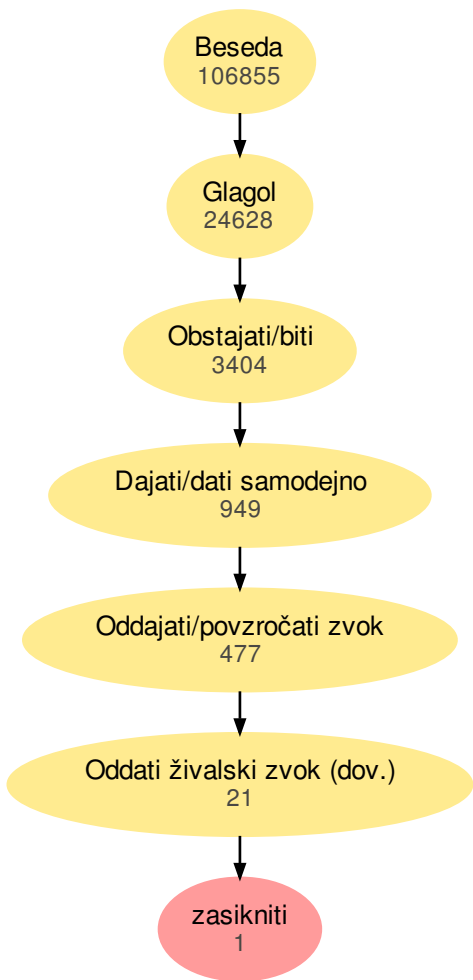 Beseda
106855
Glagol
24628
Obstajati/biti
3404
Dajati/dati samodejno
949
Oddajati/povzročati zvok
477
Oddati živalski zvok (dov.)
21
zasikniti
1